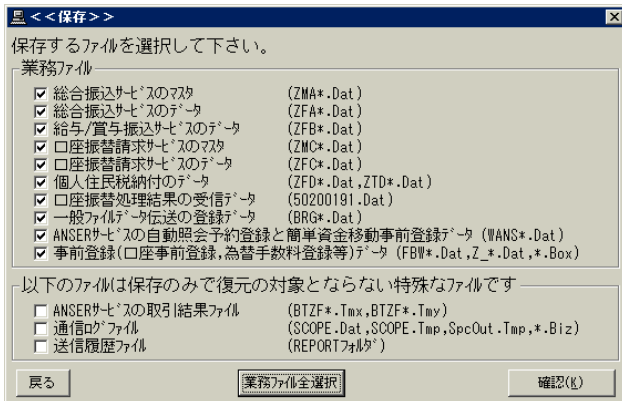 <<保存>>
保存するファイルを選択して下さい。
業務ファイル
総合振込サービスのマスタ (ZMA*.Dat)
総合振込サービスのデータ (ZFA*.Dat)
給与/賞与振込サービスのデータ (ZFB*.Dat)
口座振替請求サービスのマスタ (ZMC*.Dat)
口座振替請求サービスのデータ (ZFC*.Dat)
個人住民税納付のデータ (ZFD*.Dat,ZTD*.Dat)
口座振替処理結果の受信データ (50200191.Dat)
一般ファイルデータ伝送の登録データ (BRG*.Dat)
ANSERサービスの自動照会予約登録と簡単資金移動事前登録データ (WANS*.Dat)
事前登録(口座事前登録,為替手数料登録等)データ (FBW*.Dat,Z_*.Dat,*.Box)
以下のファイルは保存のみで復元の対象とならない特殊なファイルです
ANSERサービスの取引結果ファイル (BTZF*.Tmx,BTZF*.Tmy)
通信ログファイル (SCOPE.Dat,SCOPE.Tmp,SpcOut.Tmp,*.Biz)
送信履歴ファイル (REPORTフォルダ)
戻る 業務ファイル全選択 確認(K)